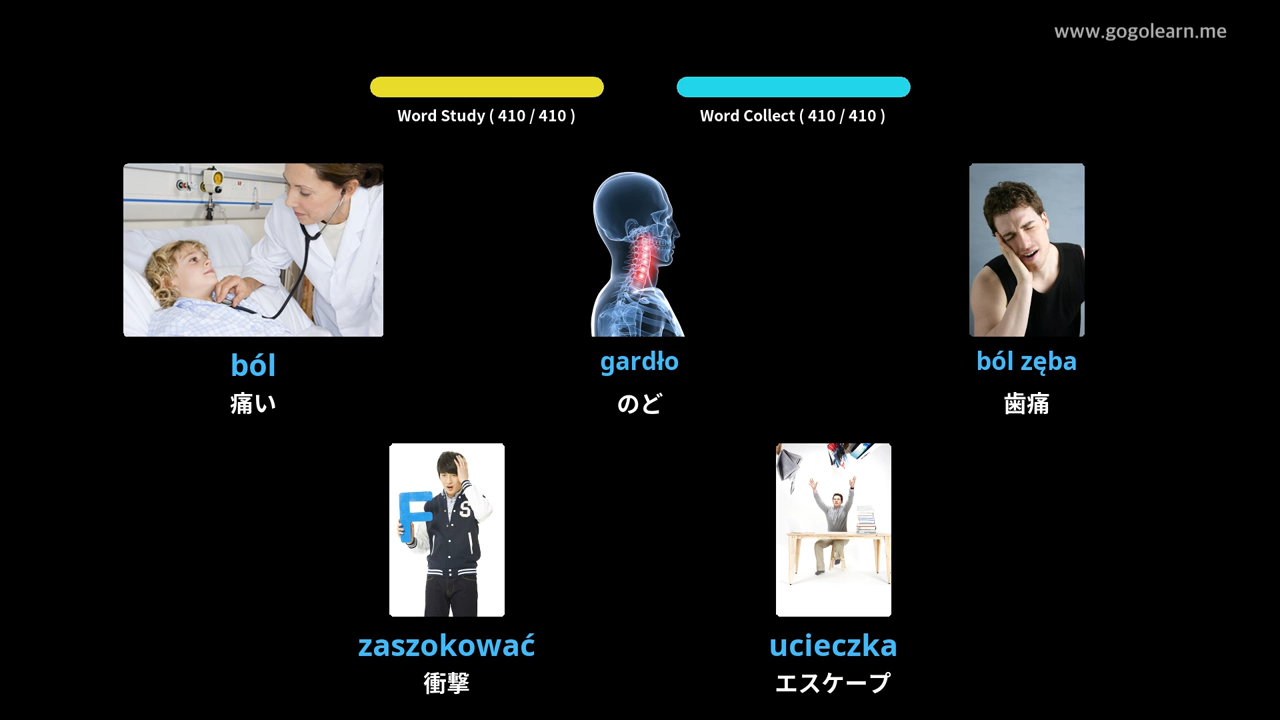 www.gogolearn.me
Word Study ( 410 / 410 )
Word Collect ( 410 / 410 )
ból
痛い
gardło
のど
ból zęba
歯痛
F
S
zaszokować
衝撃
ucieczka
エスケープ